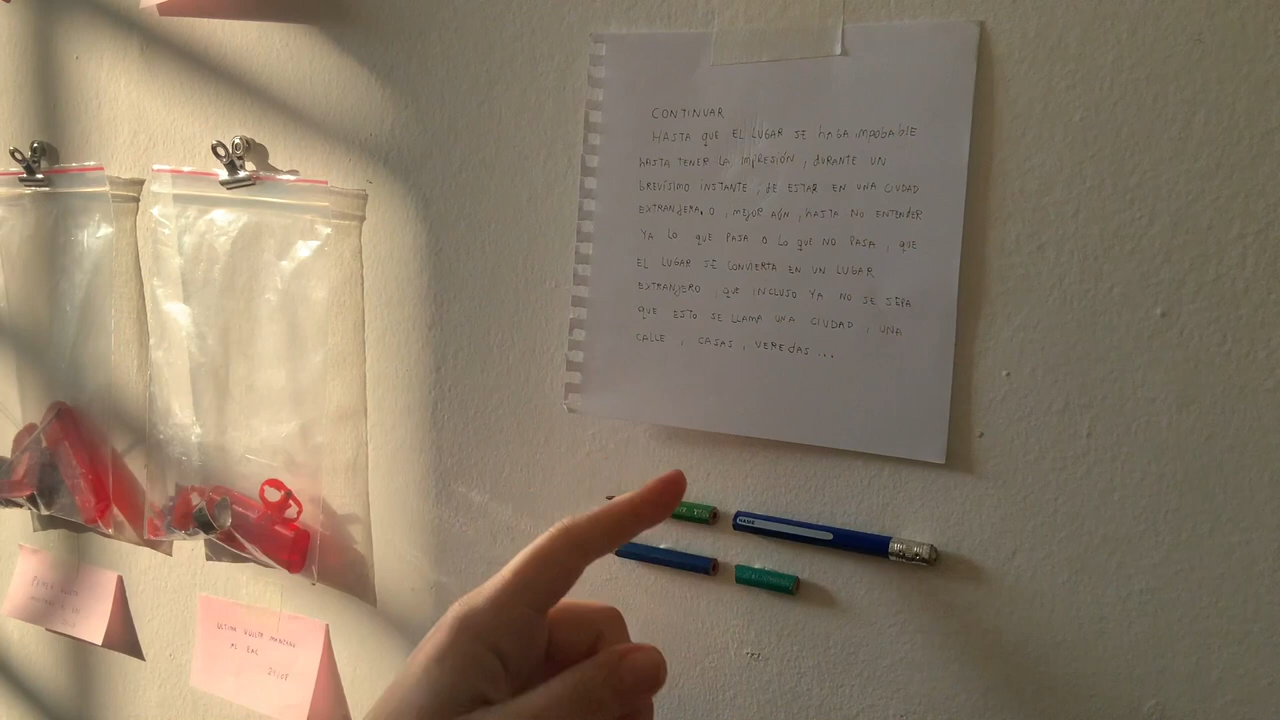 CONTINUAR
HASTA QUE EL LUGAR SE hAGA impObAblE
hASTA TENER LA IMPRESIÓN, dURANTE UN
bREVÍSIMO INSTANTE, dE ESTAR EN UNA CIUDAD
EXTRANJERA. O, MEJOR AÚN, hASTA NO ENTENDER
YA LO qUE PASA O LO qUE NO PASA, qUE
EL LUGAR SE CONVIERTA EN UN LUGAR
EXTRANJERO, qUE INCLUSO YA NO SE SEPA
qUE ESTO SE LLAMA UNA CIUDAD, UNA
CALLE, CASAS, VEREdAS...
NAME
ULTIMA VUELTA MANZANA
AL